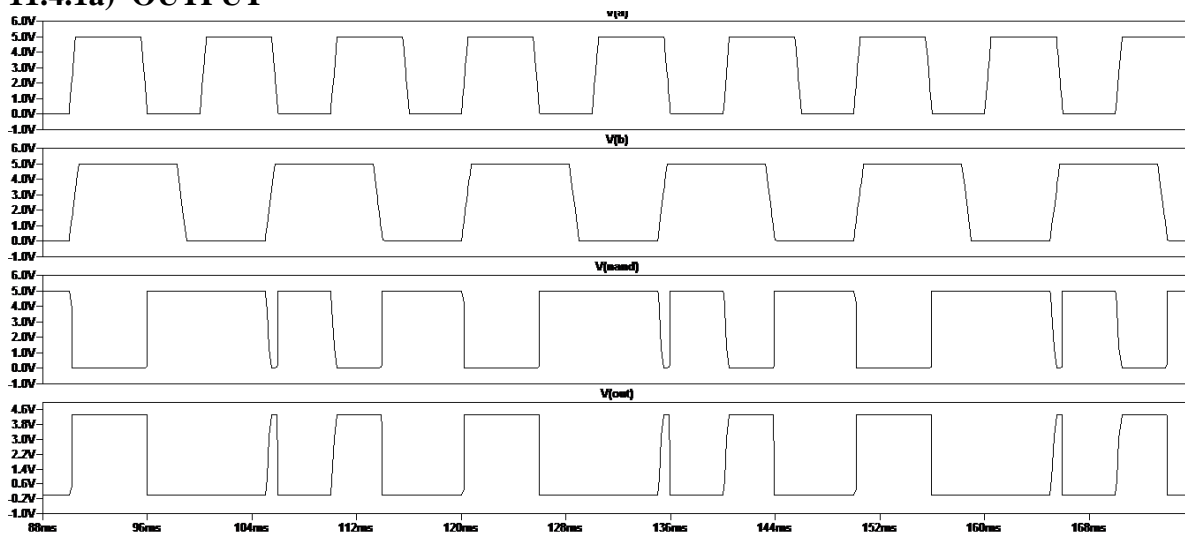 11.4.1a) OUTPUT
V(a)
6.0V
5.0V
4.0V
3.0V
2.0V
1.0V
0.0V
-1.0V
V(b)
6.0V
5.0V
4.0V
3.0V
2.0V
1.0V
0.0V
-1.0V
V(nand)
6.0V
5.0V
4.0V
3.0V
2.0V
1.0V
0.0V
-1.0V
V(out)
4.6V
3.8V
3.0V
2.2V
1.4V
0.6V
-0.2V
-1.0V
88ms 96ms 104ms 112ms 120ms 128ms 136ms 144ms 152ms 160ms 168ms